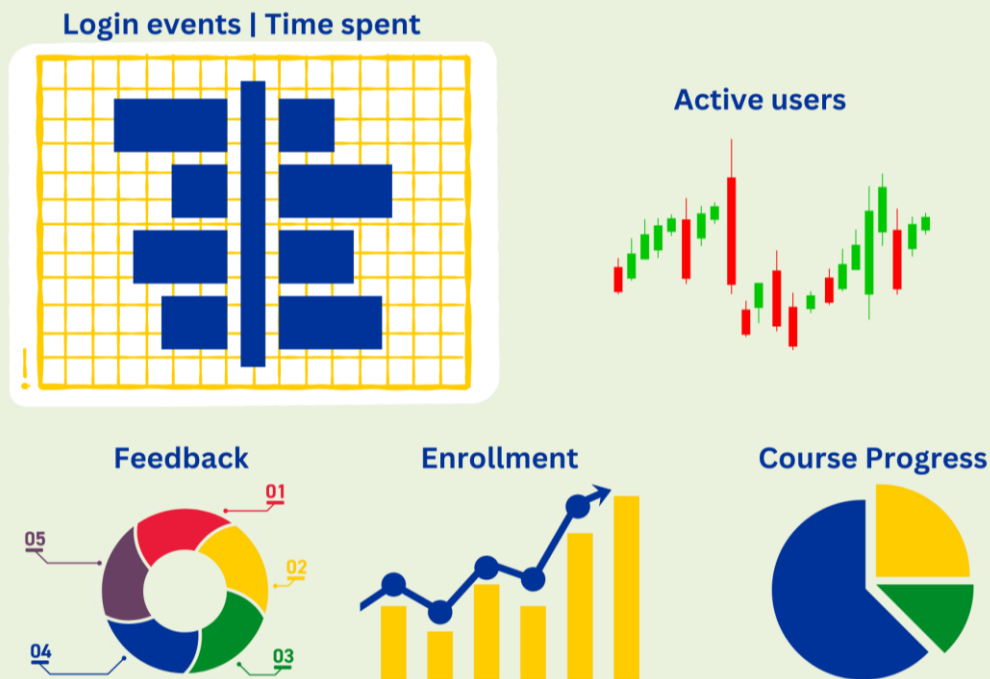 Login events | Time spent
Active users
Feedback
01
02
03
04
05
Enrollment
Course Progress